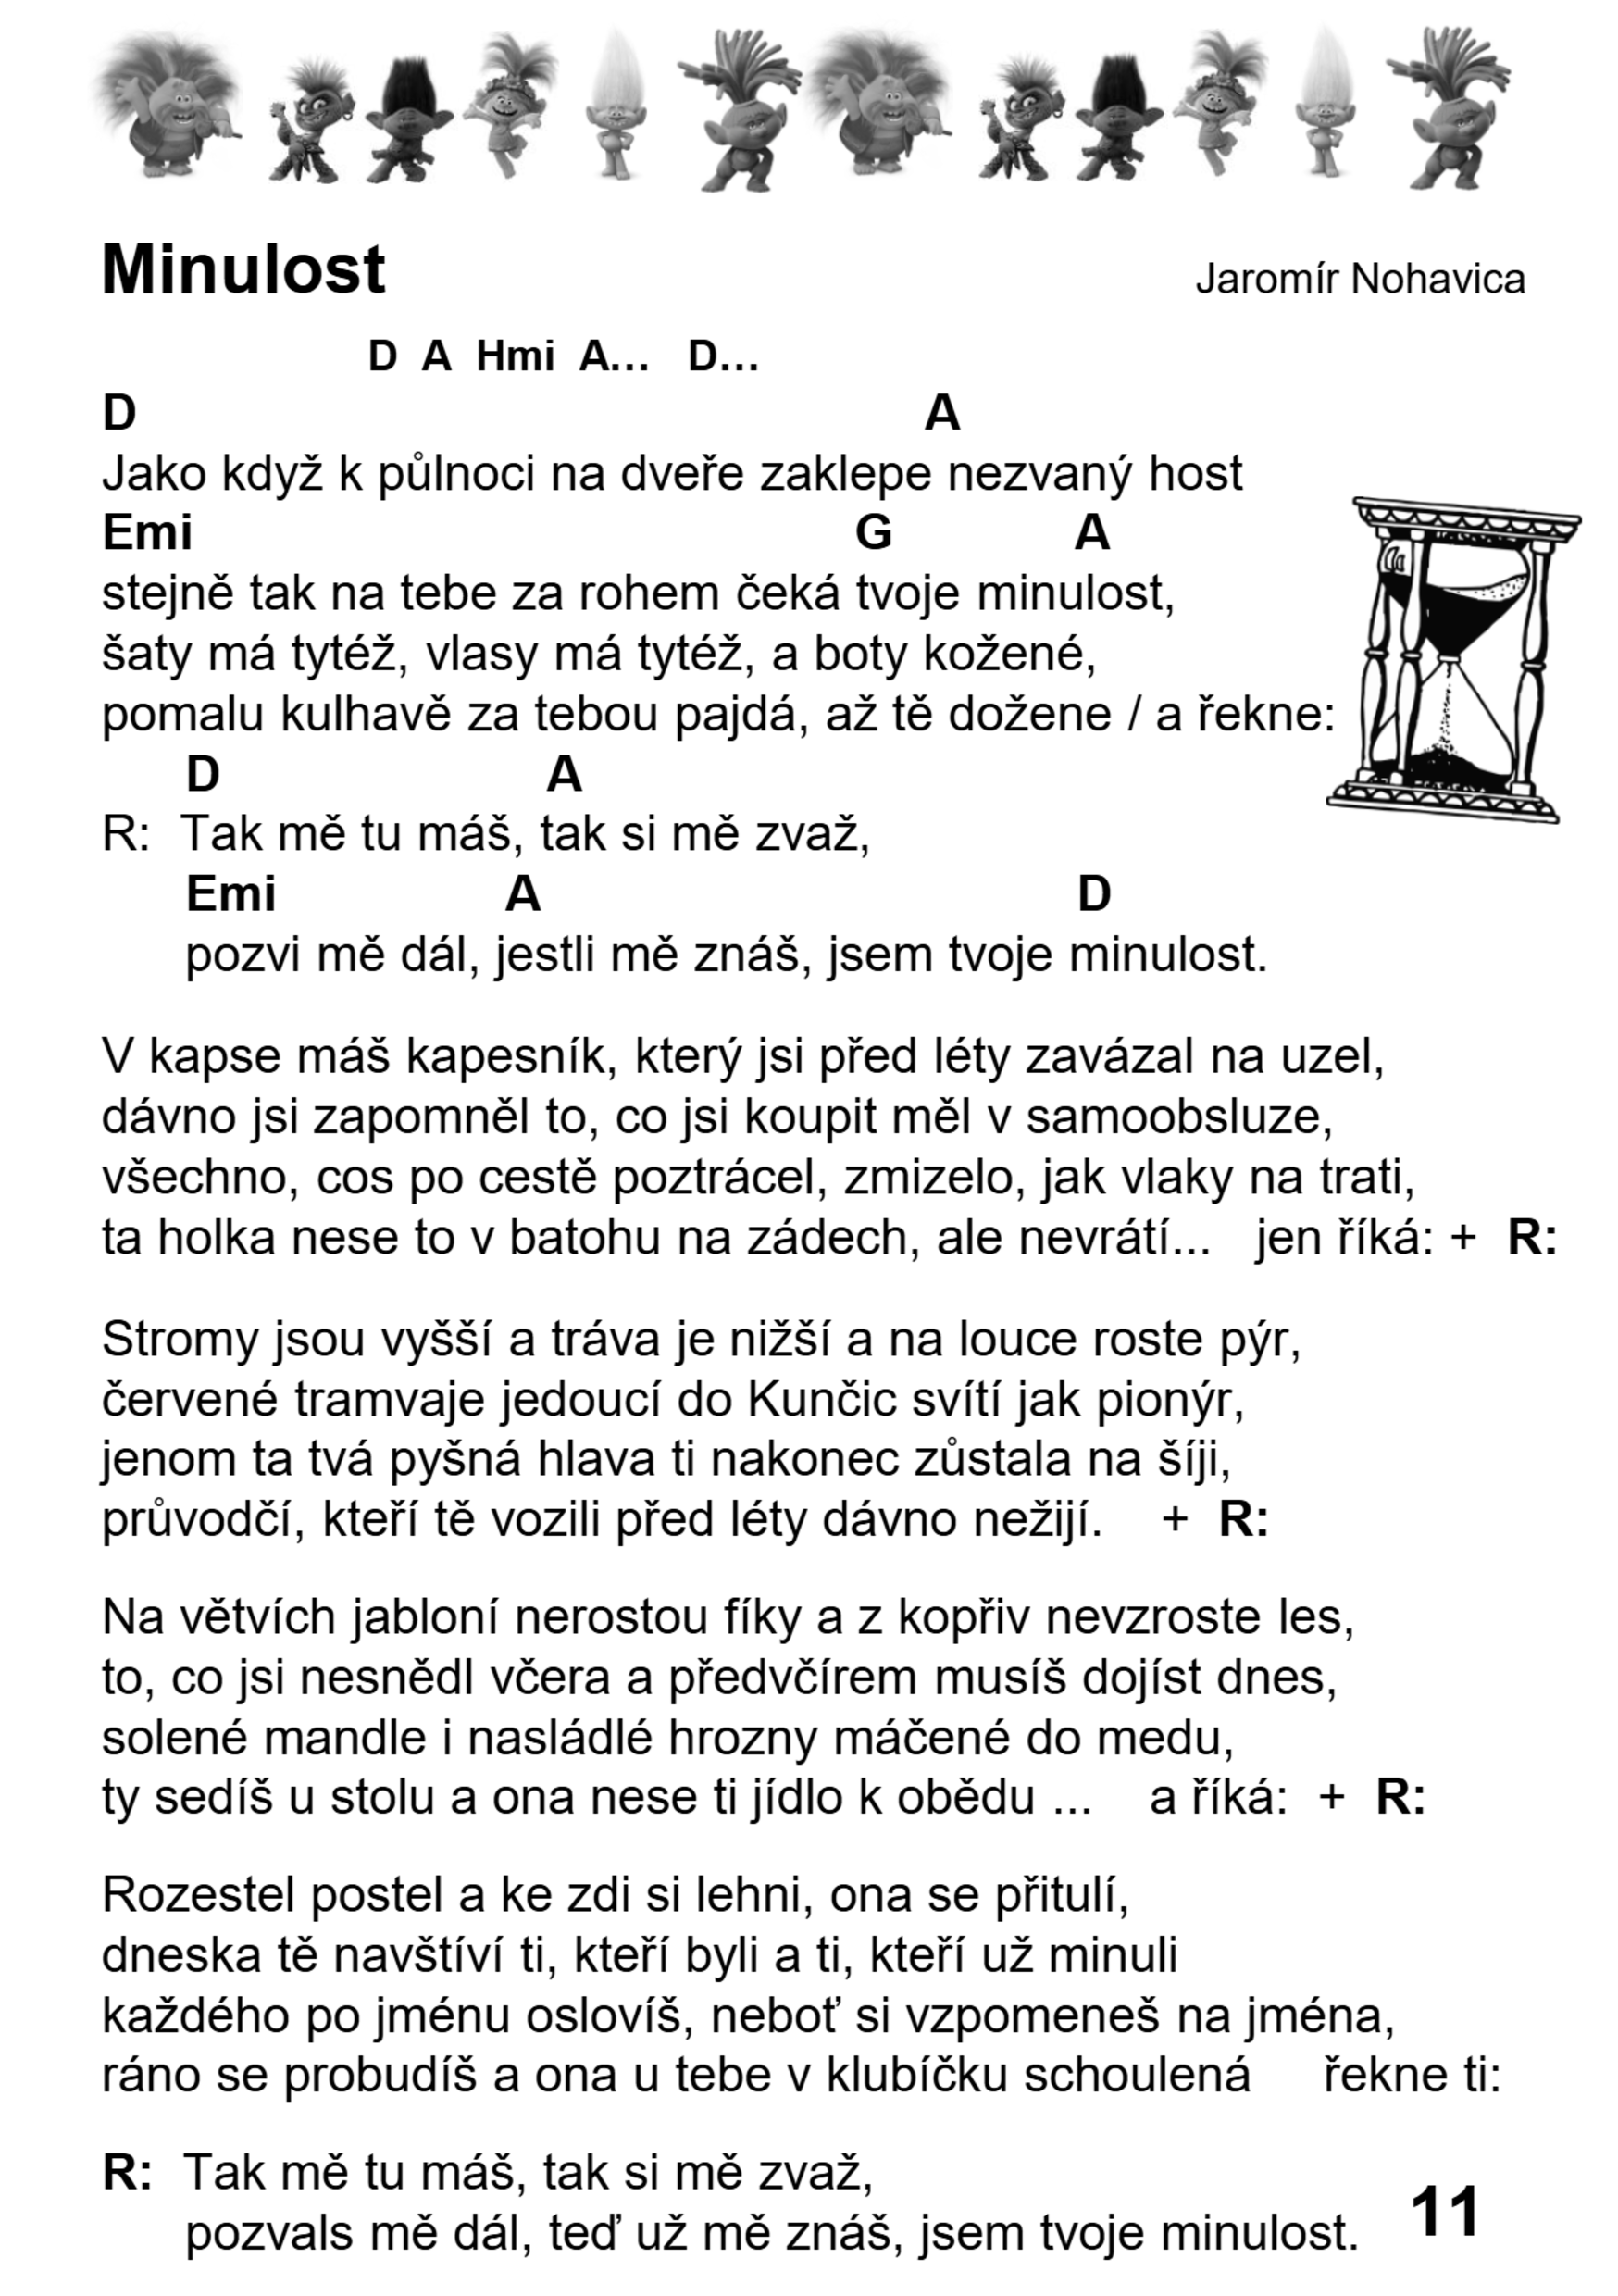 Minulost Jaromír Nohavica
D A Hmi A... D...
D A
Jako když k půlnoci na dveře zaklepe nezvaný host
Emi G A
stejně tak na tebe za rohem čeká tvoje minulost,
šaty má tytéž, vlasy má tytéž, a boty kožené,
pomalu kulhavě za tebou pajdá, až tě dožene / a řekne:
D A
R: Tak mě tu máš, tak si mě zvaž,
Emi A D
pozvi mě dál, jestli mě znáš, jsem tvoje minulost.
V kapse máš kapesník, který jsi před léty zavázal na uzel,
dávno jsi zapomněl to, co jsi koupit měl v samoobsluze,
všechno, cos po cestě poztrácel, zmizelo, jak vlaky na trati,
ta holka nese to v batohu na zádech, ale nevrátí... jen říká: + R:
Stromy jsou vyšší a tráva je nižší a na louce roste pýr,
červené tramvaje jedoucí do Kunčic svítí jak pionýr,
jenom ta tvá pyšná hlava ti nakonec zůstala na šíji,
průvodčí, kteří tě vozili před léty dávno nežijí. + R:
Na větvích jabloní nerostou fíky a z kopřiv nevzroste les,
to, co jsi nesnědl včera a předvčírem musíš dojíst dnes,
solené mandle i nasládlé hrozny máčené do medu,
ty sedíš u stolu a ona nese ti jídlo k obědu ... a říká: + R:
Rozestel postel a ke zdi si lehni, ona se přitulí,
dneska tě navštíví ti, kteří byli a ti, kteří už minuli
každého po jménu oslovíš, neboť si vzpomeneš na jména,
ráno se probudíš a ona u tebe v klubíčku schoulená řekne ti:
R: Tak mě tu máš, tak si mě zvaž,
pozvals mě dál, teď už mě znáš, jsem tvoje minulost.
11